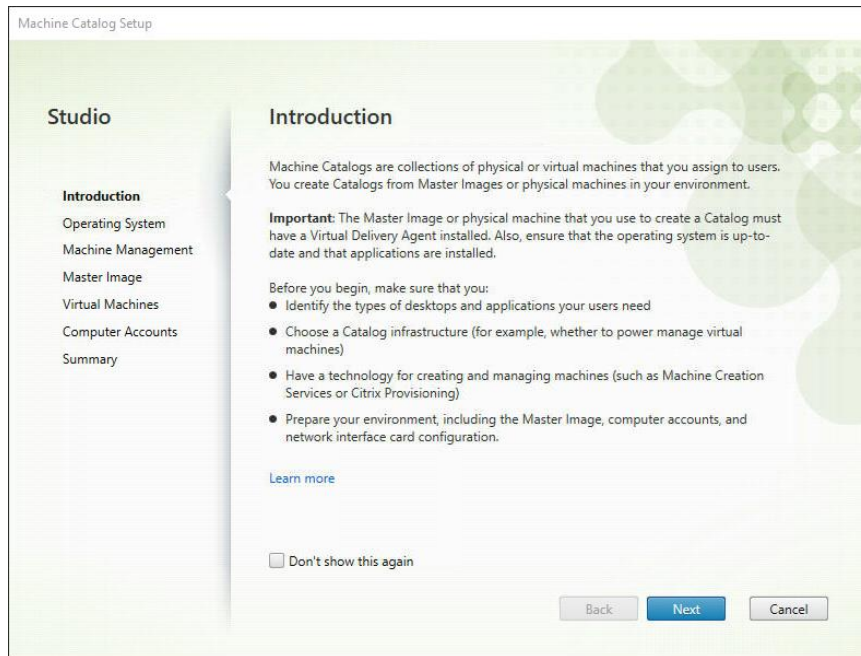 Machine Catalog Setup
Studio
Introduction
Operating System
Machine Management
Master Image
Virtual Machines
Computer Accounts
Summary
Introduction
Machine Catalogs are collections of physical or virtual machines that you assign to users.
You create Catalogs from Master Images or physical machines in your environment.
Important: The Master Image or physical machine that you use to create a Catalog must
have a Virtual Delivery Agent installed. Also, ensure that the operating system is up-to-
date and that applications are installed.
Before you begin, make sure that you:
● Identify the types of desktops and applications your users need
● Choose a Catalog infrastructure (for example, whether to power manage virtual
machines)
● Have a technology for creating and managing machines (such as Machine Creation
Services or Citrix Provisioning)
● Prepare your environment, including the Master Image, computer accounts, and
network interface card configuration.
Learn more
Don't show this again
Back
Next
Cancel